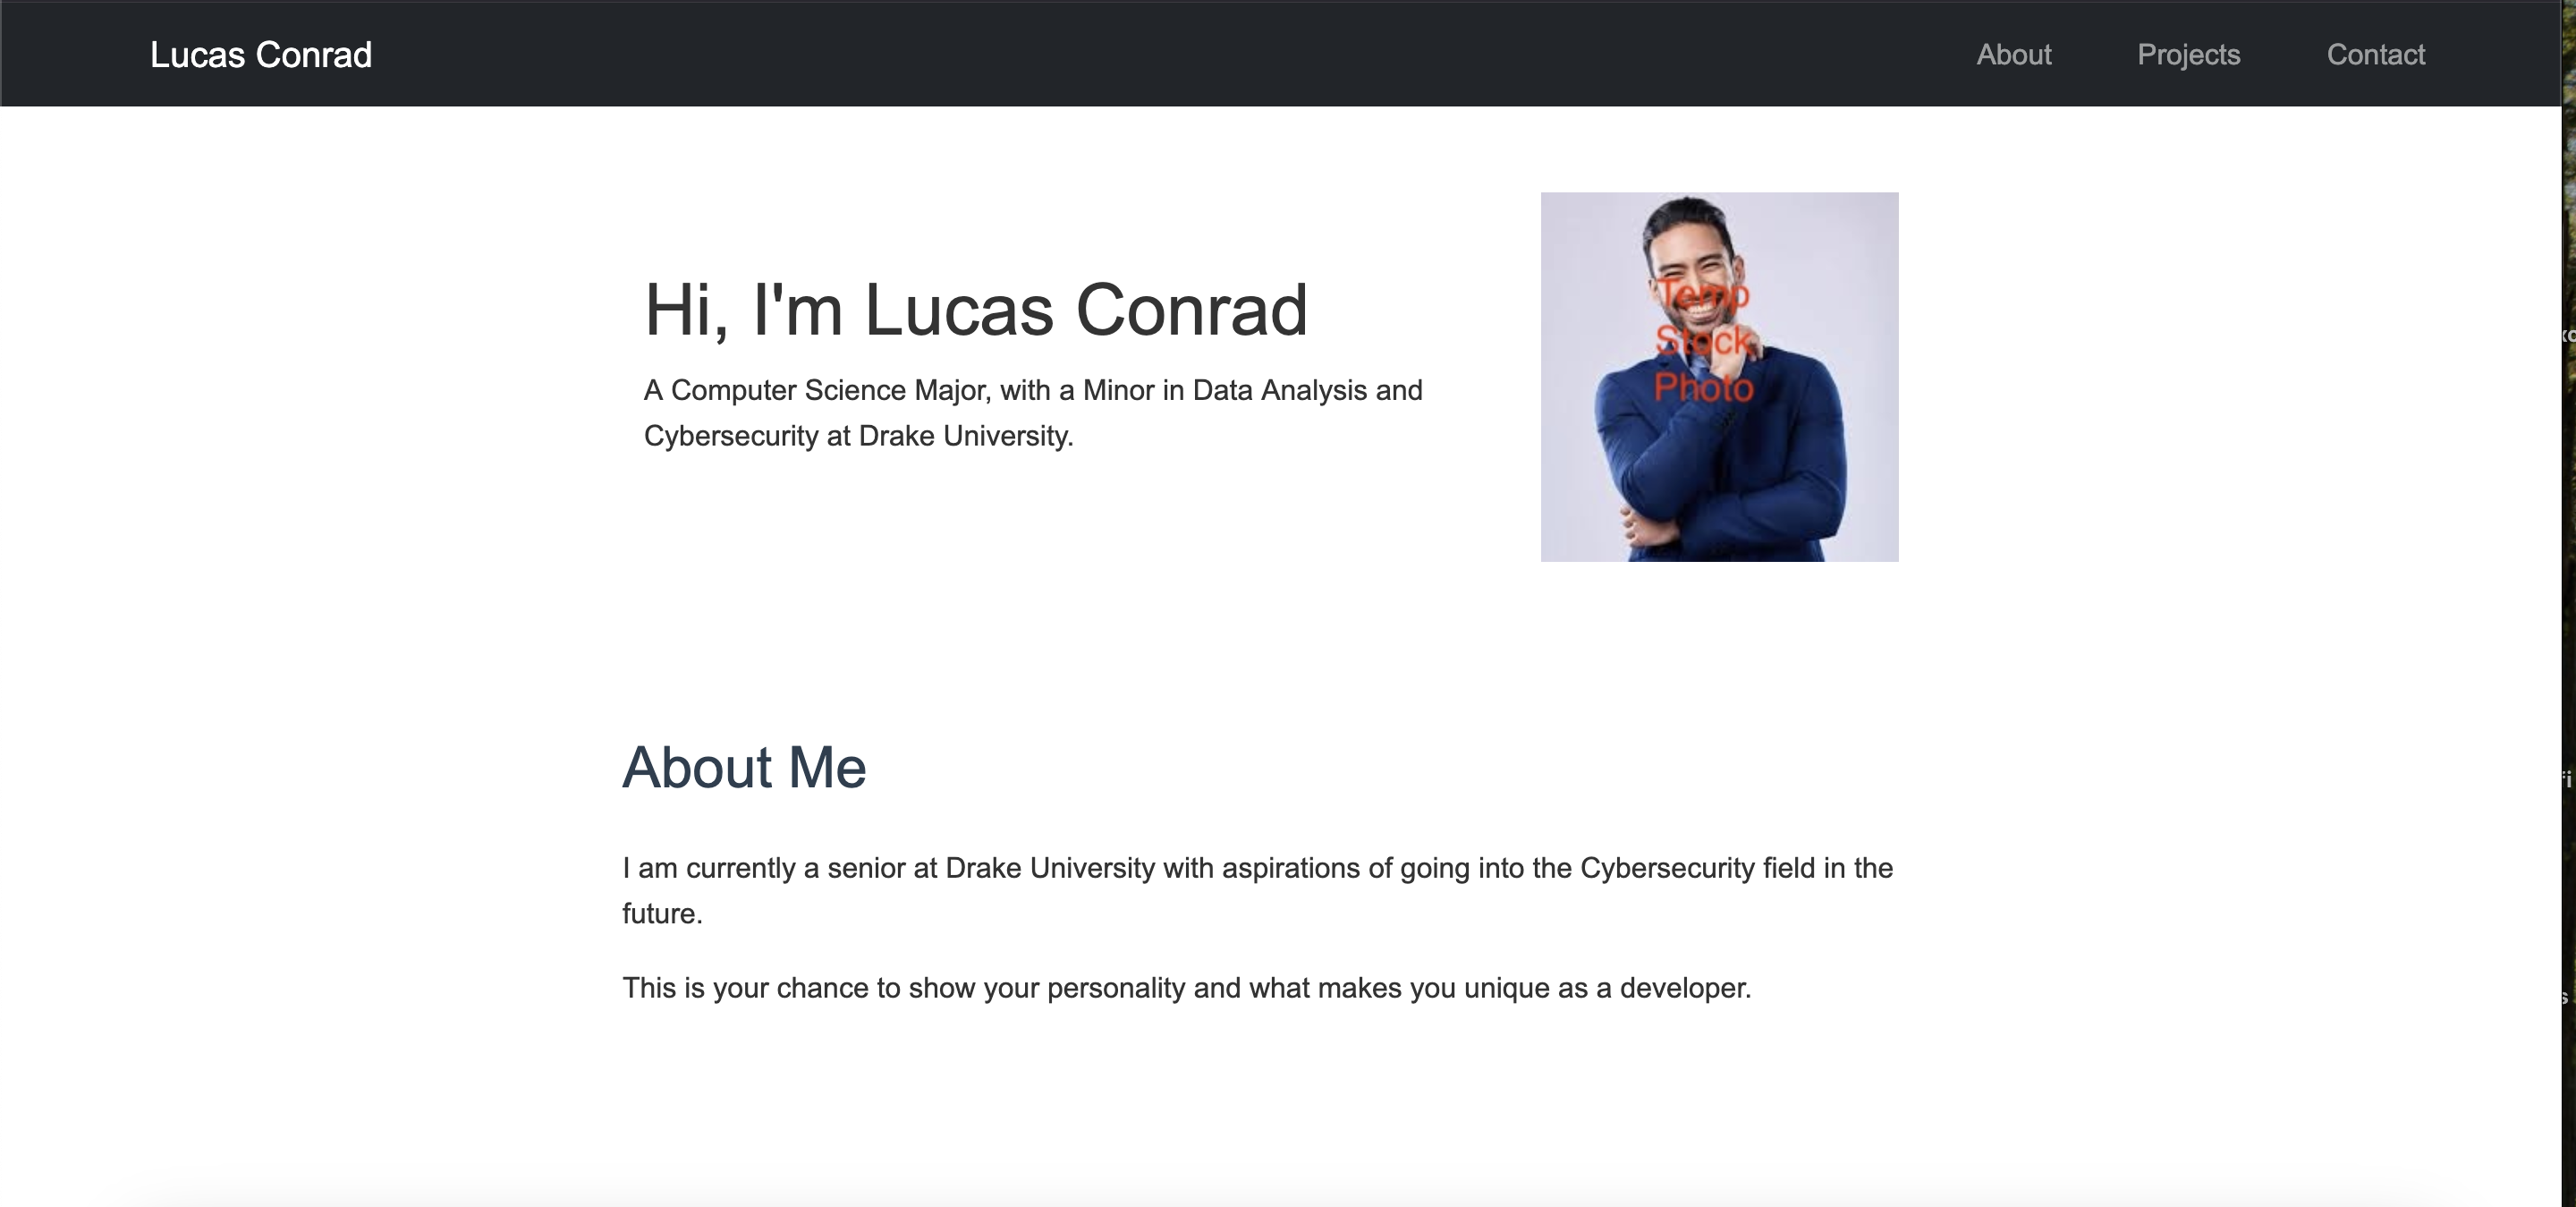 Lucas Conrad
About Projects Contact
Hi, I'm Lucas Conrad
A Computer Science Major, with a Minor in Data Analysis and
Cybersecurity at Drake University.
Temp
Stock
Photo
About Me
I am currently a senior at Drake University with aspirations of going into the Cybersecurity field in the
future.
This is your chance to show your personality and what makes you unique as a developer.